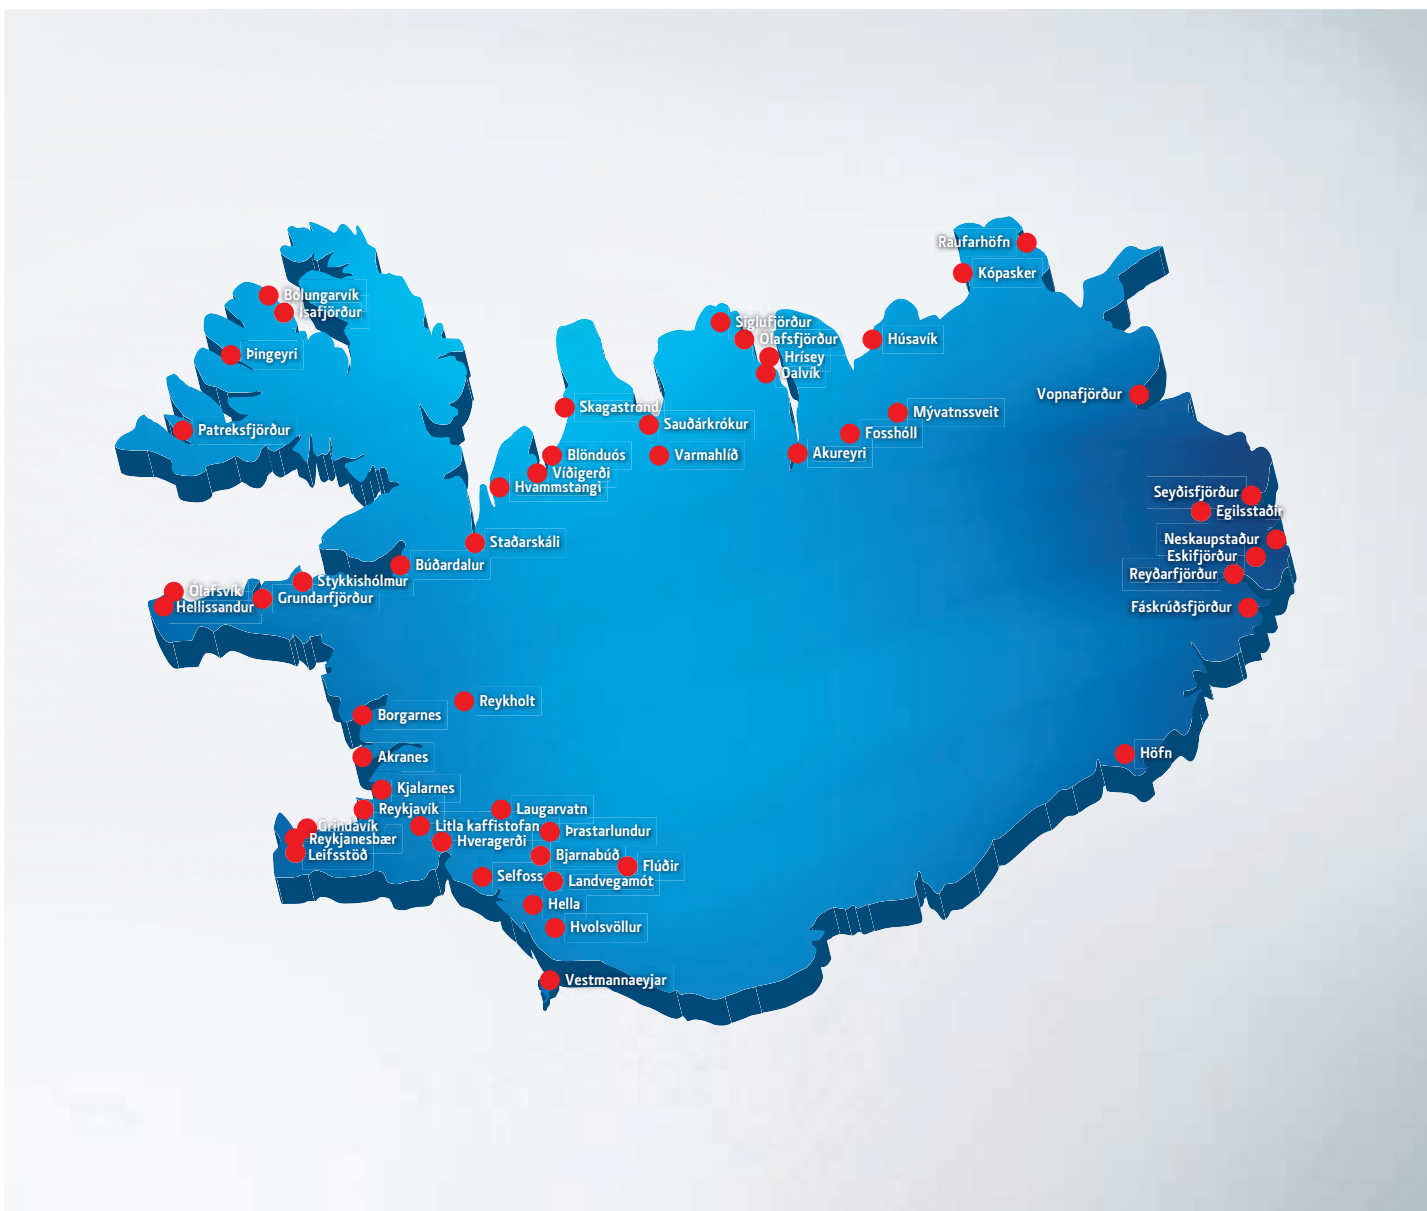 Raufarhöfn
Kópasker
Bolungarvík
Ísafjörður
Siglufjörður
Ólafsfjörður
Húsavík
Þingeyri
Hrísey
Dalvík
Vopnafjörður
Skagaströnd
Mývatnssveit
Sauðárkrókur
Patreksfjörður
Fosshóll
Akureyri
Blönduós
Varmahlíð
Víðigerði
Hvammstangi
Seyðisfjörður
Egilsstaðir
Neskaupstaður
Staðarskáli
Eskifjörður
Búðardalur
Reyðarfjörður
Stykkishólmur
Ólafsvík
Grundarfjörður
Hellissandur
Fáskrúðsfjörður
Reykholt
Borgarnes
Höfn
Akranes
Kjalarnes
Reykjavík
Laugarvatn
Grindavík
Litla kaffistofan
Þrastarlundur
Reykjanesbær
Hveragerði
Leifsstöð
Bjarnabúð
Flúðir
Selfoss
Landvegamót
Hella
Hvolsvöllur
Vestmannaeyjar